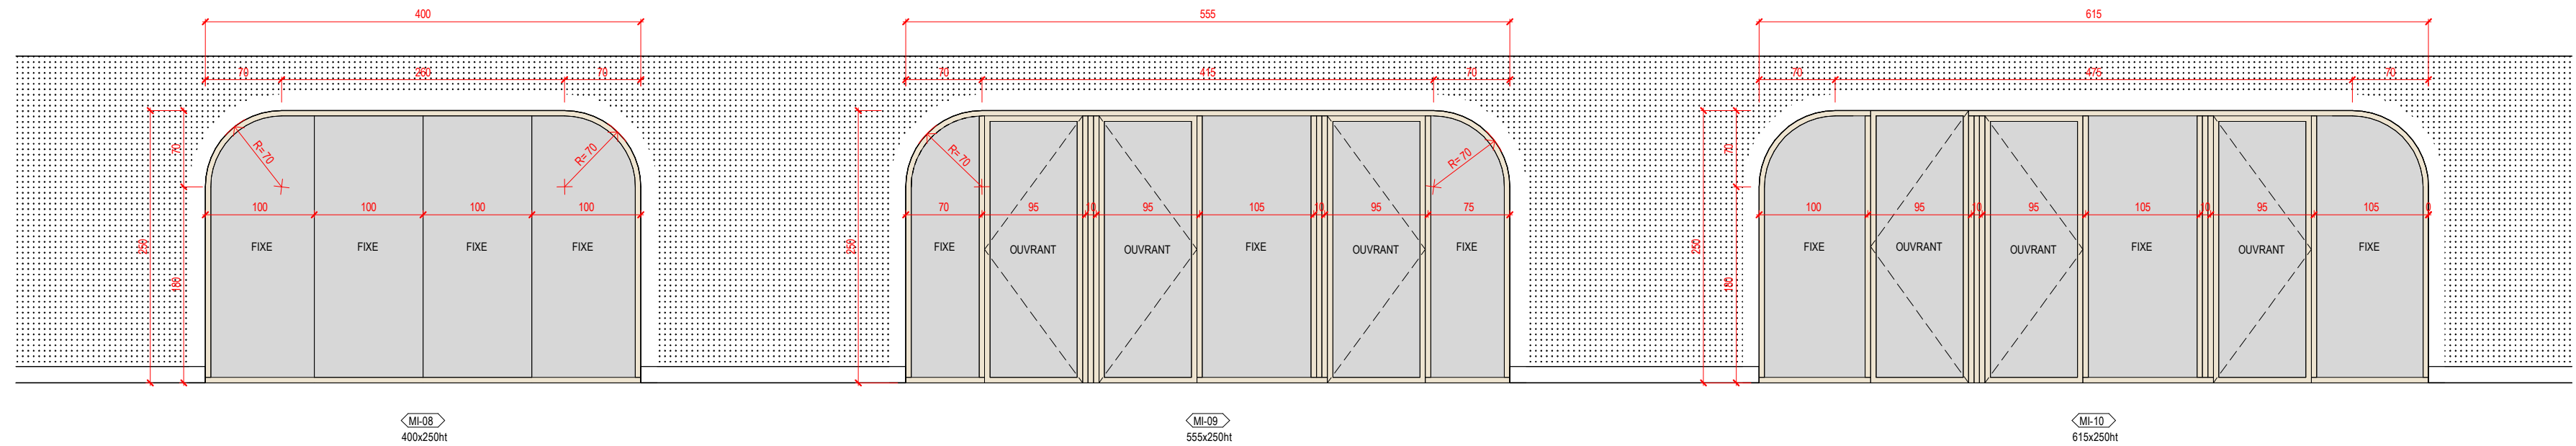 400 555 615
70 260 70 70 415 70 70 475 70
70 R=70 R=70 R=70 R=70 70
100 100 100 100 70 95 10 95 105 10 95 75 100 95 10 95 105 10 95 105 0
250 180 250 250 180
FIXE FIXE FIXE FIXE FIXE OUVRANT OUVRANT FIXE OUVRANT FIXE FIXE OUVRANT OUVRANT FIXE OUVRANT FIXE
MI-08 MI-09 MI-10
400x250ht 555x250ht 615x250ht